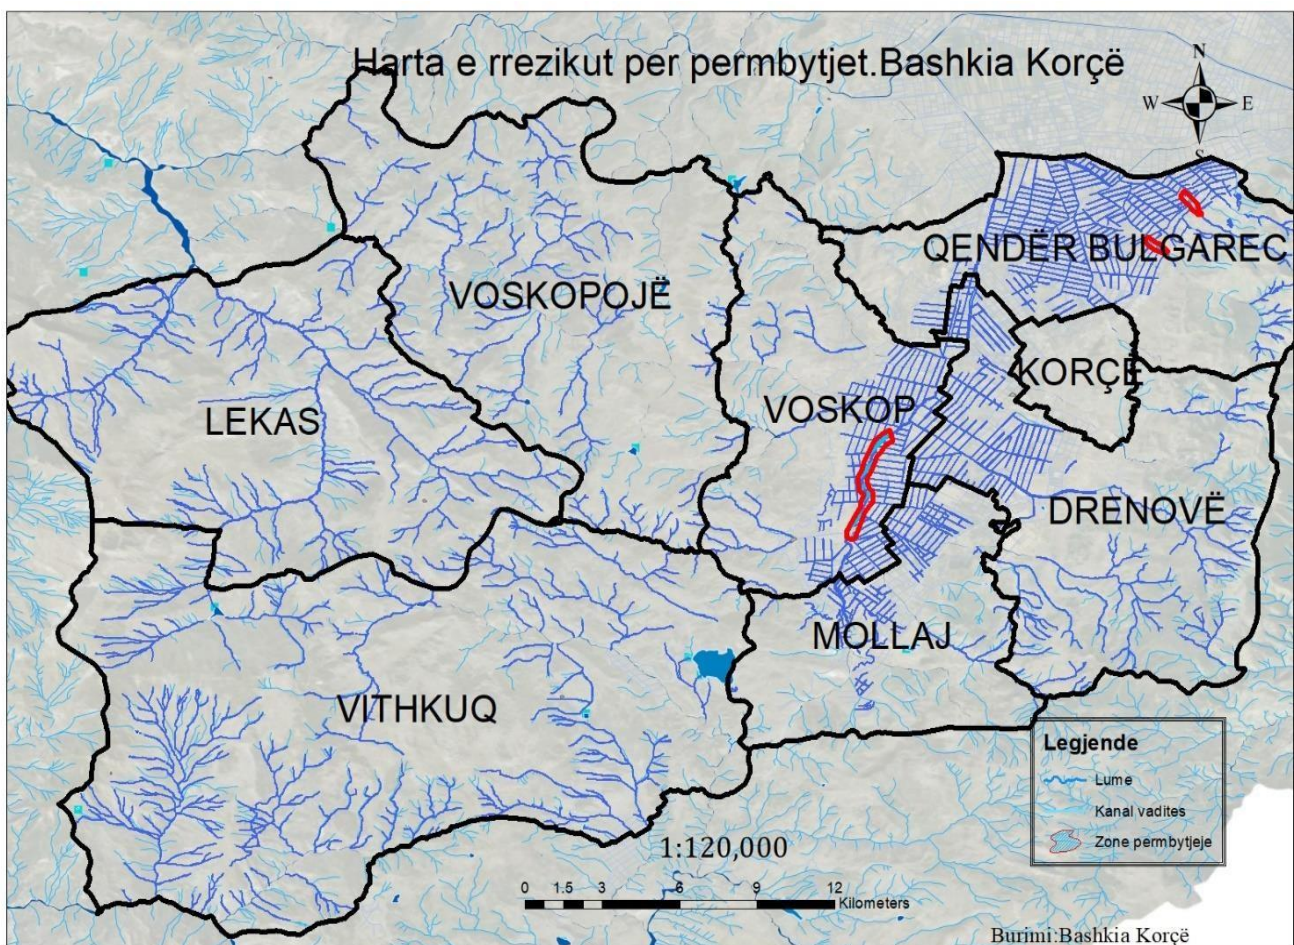 Harta e rrezikut per permbytjet.Bashkia Korçë
N
W E
S
QENDËR BULGAREC
VOSKOPOJË
KORÇË
LEKAS
VOSKOP
DRENOVË
MOLLAJ
VITHKUQ
Legjende
Lume
Kanal vadites
Zone permbytjeje
1:120,000
0 1.5 3 6 9 12
Kilometers
Burimi:Bashkia Korçë